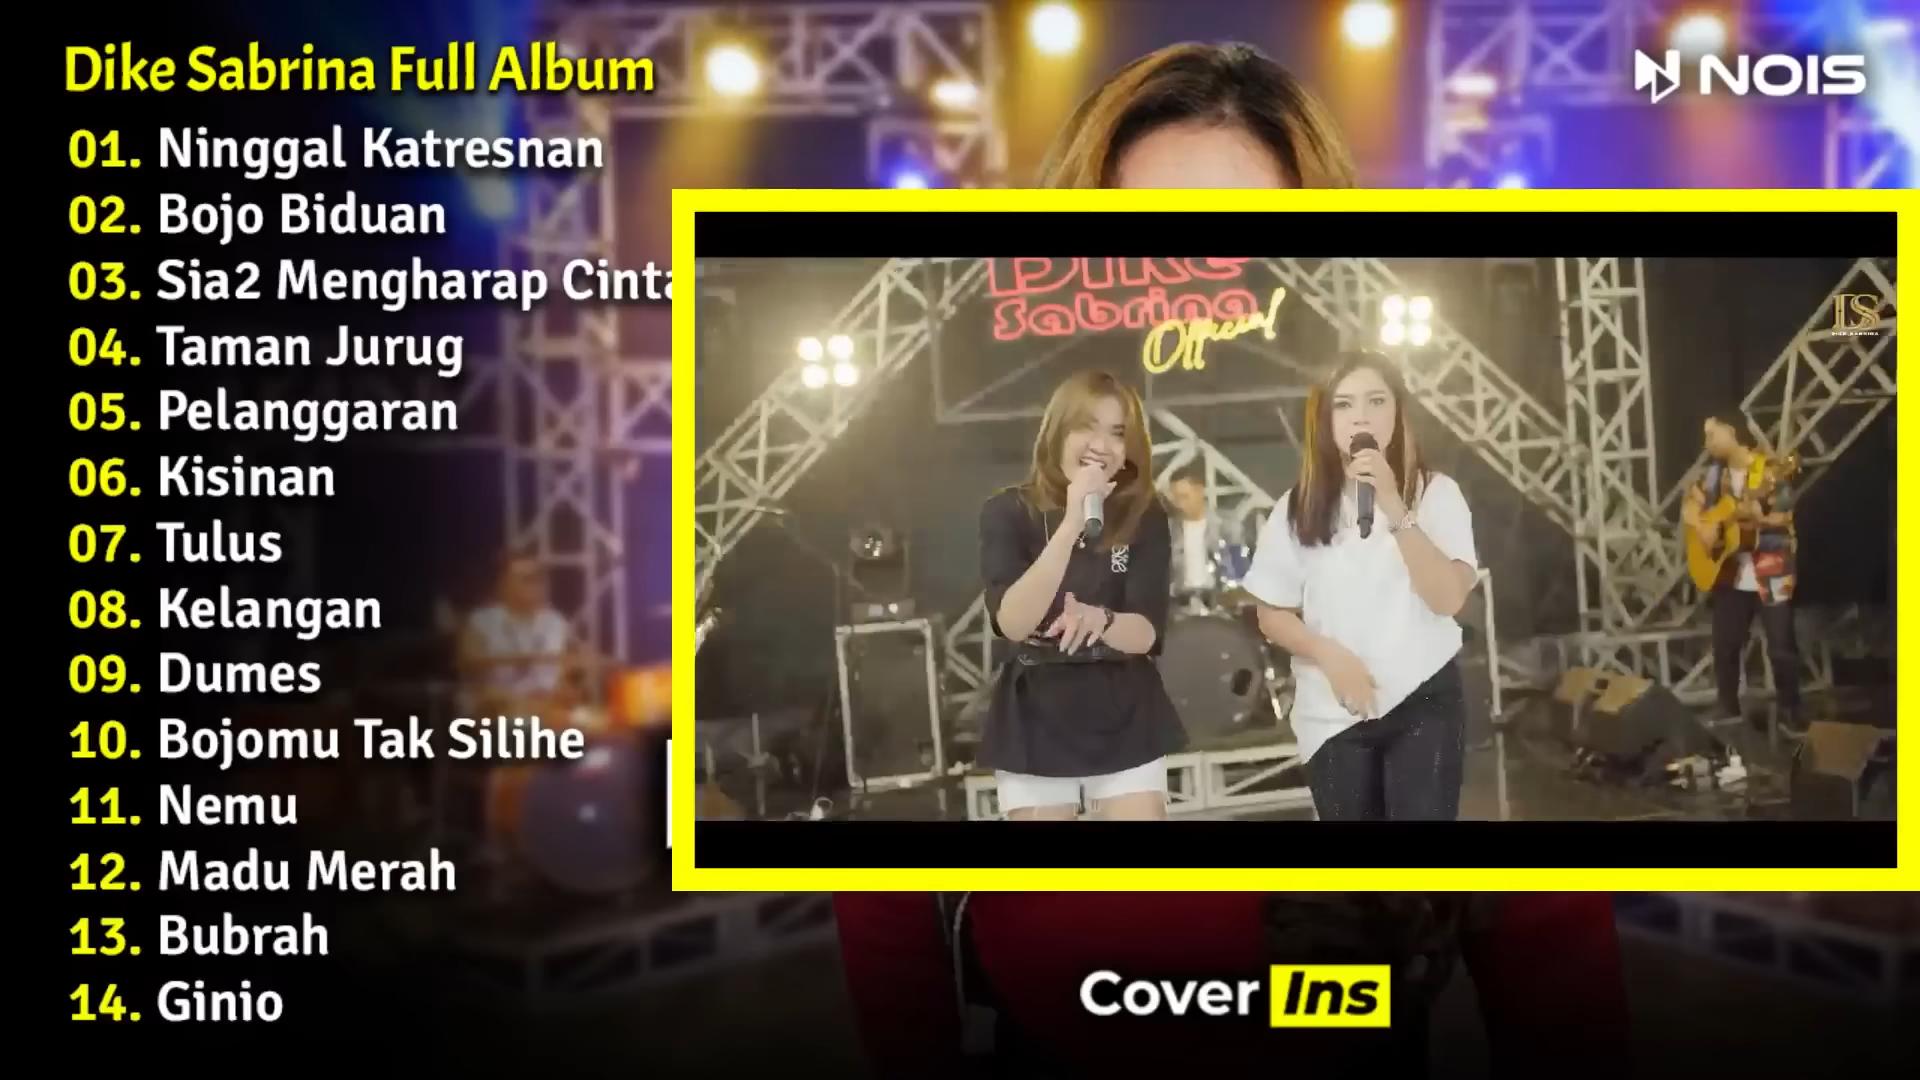 Dike Sabrina Full Album
NOIS
01. Ninggal Katresnan
02. Bojo Biduan
03. Sia2 Mengharap Cinta
04. Taman Jurug
05. Pelanggaran
06. Kisinan
07. Tulus
08. Kelangan
09. Dumes
10. Bojomu Tak Silihe
11. Nemu
12. Madu Merah
13. Bubrah
14. Ginio
Dike
Sabrina
Official
DS
Cover Ins